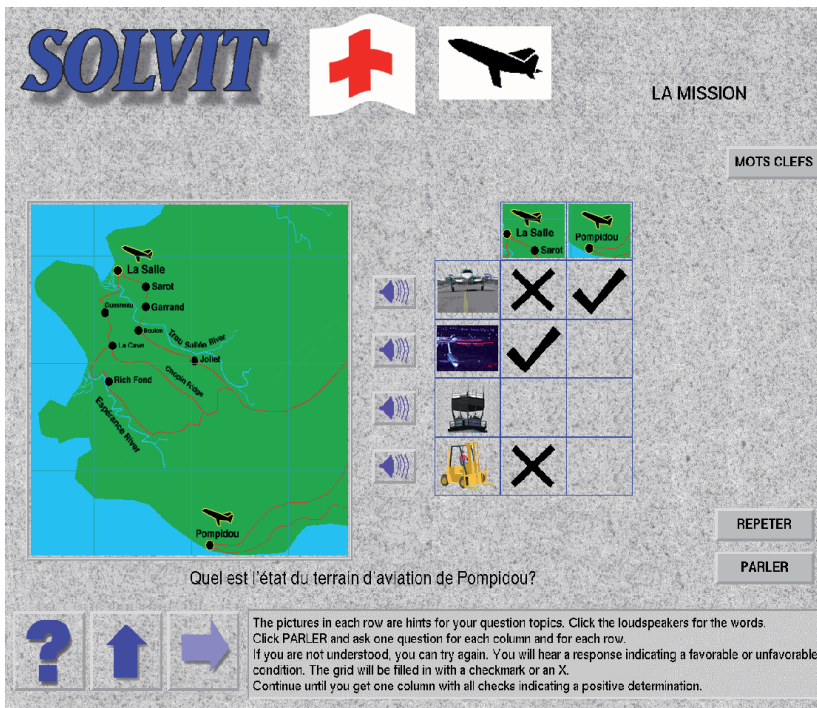 SOLVIT
LA MISSION
MOTS CLEFS
La Salle
Sarot
Garrand
Boulon
Trou Salée River
La Cave
Joliet
Rich Fond
Chopin Ridge
Espérance River
Pompidou
La Salle
Sarot
Pompidou
REPETER
PARLER
Quel est l'état du terrain d'aviation de Pompidou?
?
The pictures in each row are hints for your question topics. Click the loudspeakers for the words.
Click PARLER and ask one question for each column and for each row.
If you are not understood, you can try again. You will hear a response indicating a favorable or unfavorable
condition. The grid will be filled in with a checkmark or an X.
Continue until you get one column with all checks indicating a positive determination.